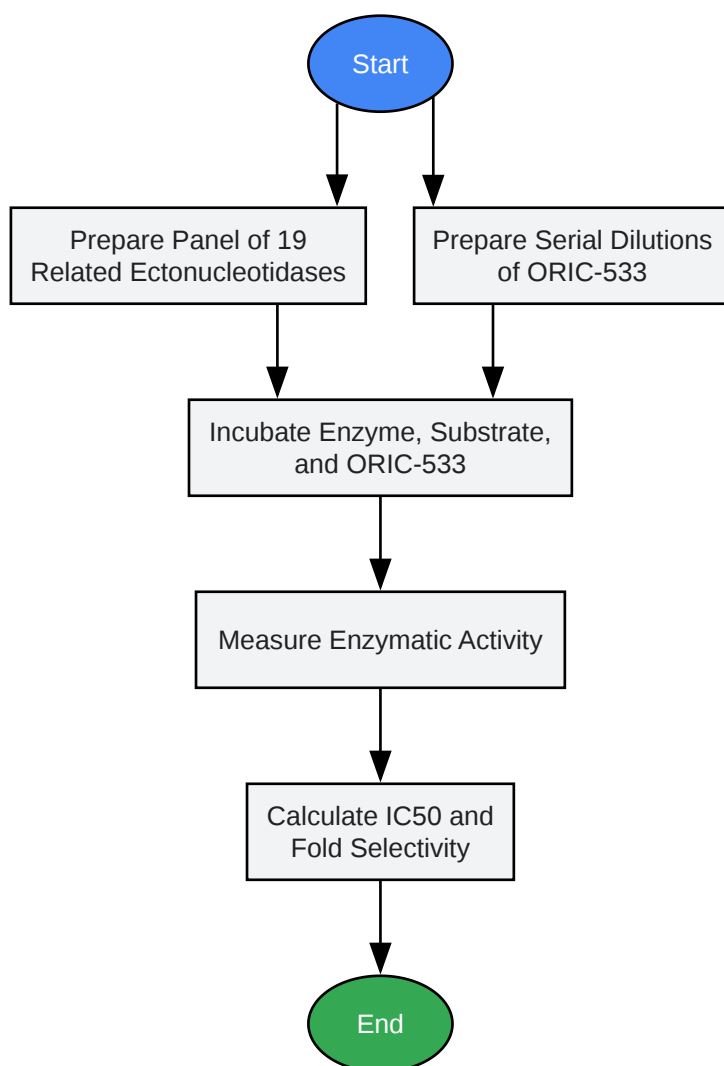 Start
Prepare Panel of 19
Related Ectonucleotidases
Prepare Serial Dilutions
of ORIC-533
Incubate Enzyme, Substrate,
and ORIC-533
Measure Enzymatic Activity
Calculate IC50 and
Fold Selectivity
End